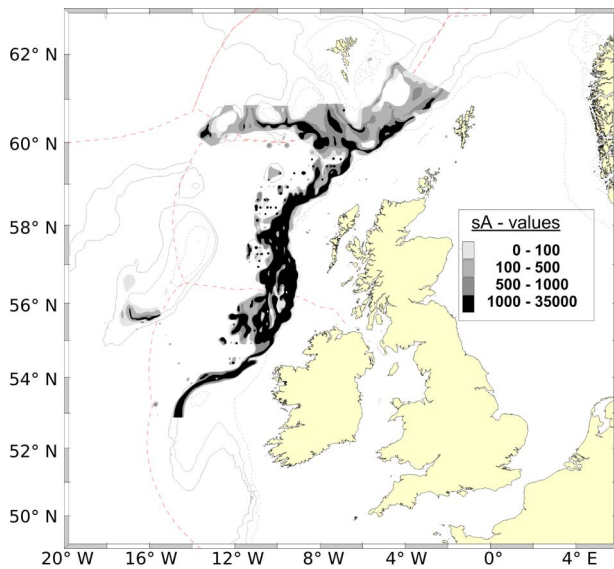 62° N
60° N
58° N
56° N
54° N
52° N
50° N
sA - values
0 - 100
100 - 500
500 - 1000
1000 - 35000
20° W 16° W 12° W 8° W 4° W 0° 4° E